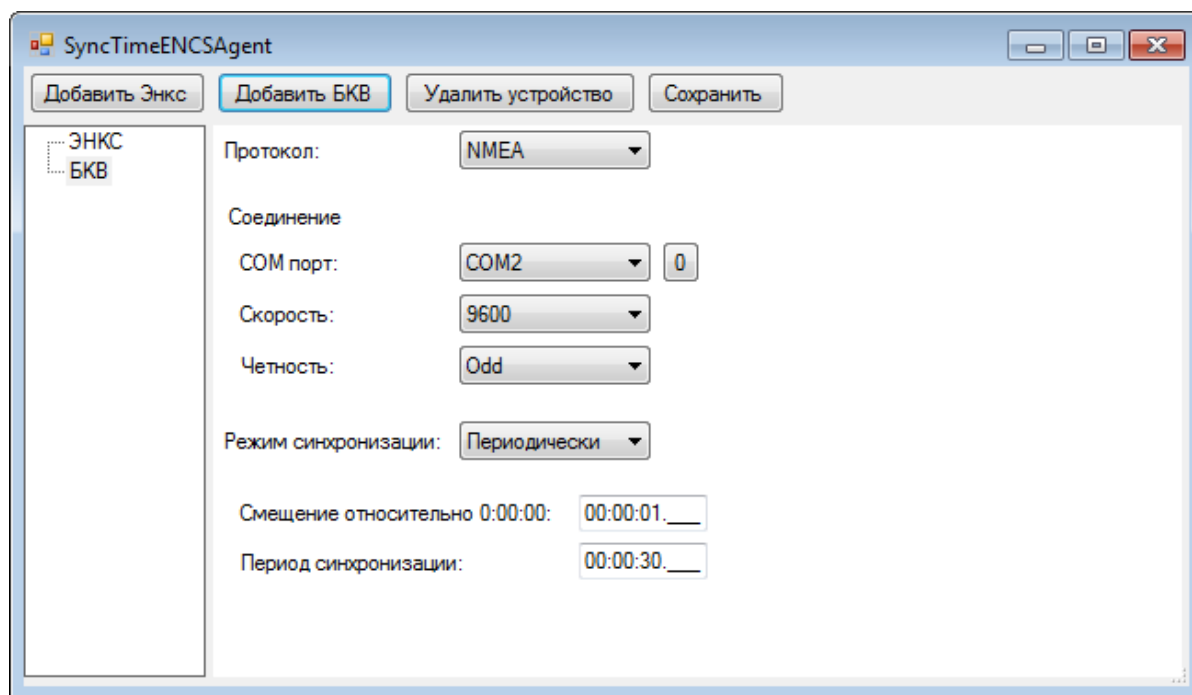 SyncTimeENCSAgent
Добавить Энкс Добавить БКВ Удалить устройство Сохранить
ЭНКС
БКВ
Протокол: NMEA
Соединение
COM порт: COM2 0
Скорость: 9600
Четность: Odd
Режим синхронизации: Периодически
Смещение относительно 0:00:00: 00:00:01.___
Период синхронизации: 00:00:30.___